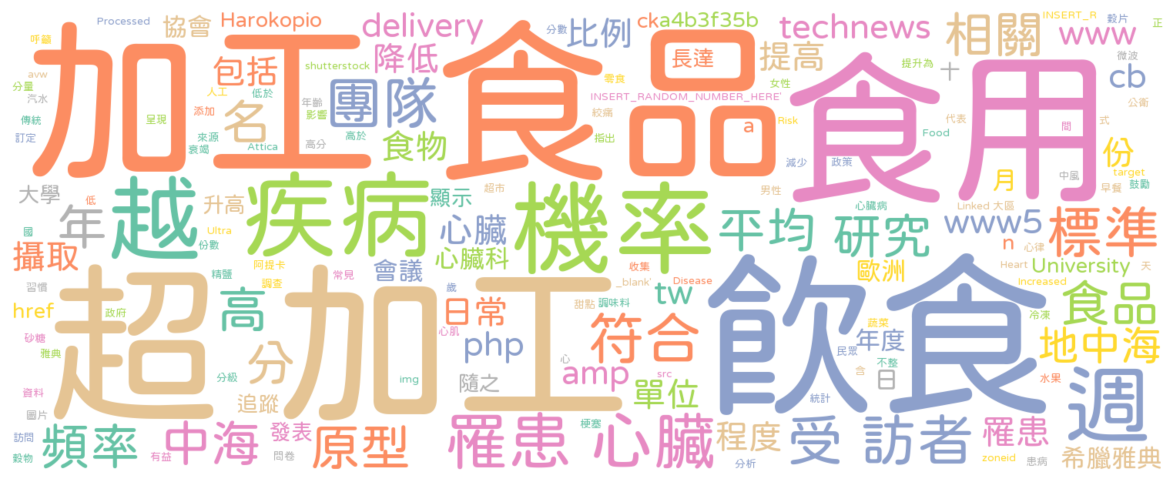 協會 Harokopio delivery 分數 比例 cka4b3f35b 長達 technews 提高 相關 INSERT_R 穀片 正
Processed 呼籲 www 微波
加工食品 食用
avw 分量 汽水 包括 shutterstock 降低 零食 女性 提升為 + cb
人工 低於 INSERT_RANDOM_NUMBER_HERE' 公衛
傳統 添加 名 年齡 團隊 絞痛 a Risk 代表 間 式
訂定 呈現 來源 影響 高於 食物 指出 Food 份
衰竭 Attica 高分 減少 政策 中風 target
大學 低 越 疾病 顯示 超市 機率 男性 心臟病 月 早餐 鼓勵
年 升高 心臟 平均 研究 Linked 大區 www5 標準
國 份數 Ultra 心臟科 n 心律
攝取 精鹽 阿提卡 會議 收集 Disease 歐洲 Heart University 天
習慣 調查 常見 歲 _blank' tw Increased
href 政府 高 超加工 日常 甜點 調味料 飲食 蔬菜 冷凍 食品
砂糖 心肌 php 符合 年度 地中海
雅典 分 心 民眾 不整
資料 分級 img 隨之 amp src 單位 含 日 水果 週
圖片 追蹤 統計
訪問 頻率 中海 發表 原型 罹患 梗塞 心臟 程度 受訪者 罹患
穀物 有益 問卷 分析 zoneid 患病 希臘雅典